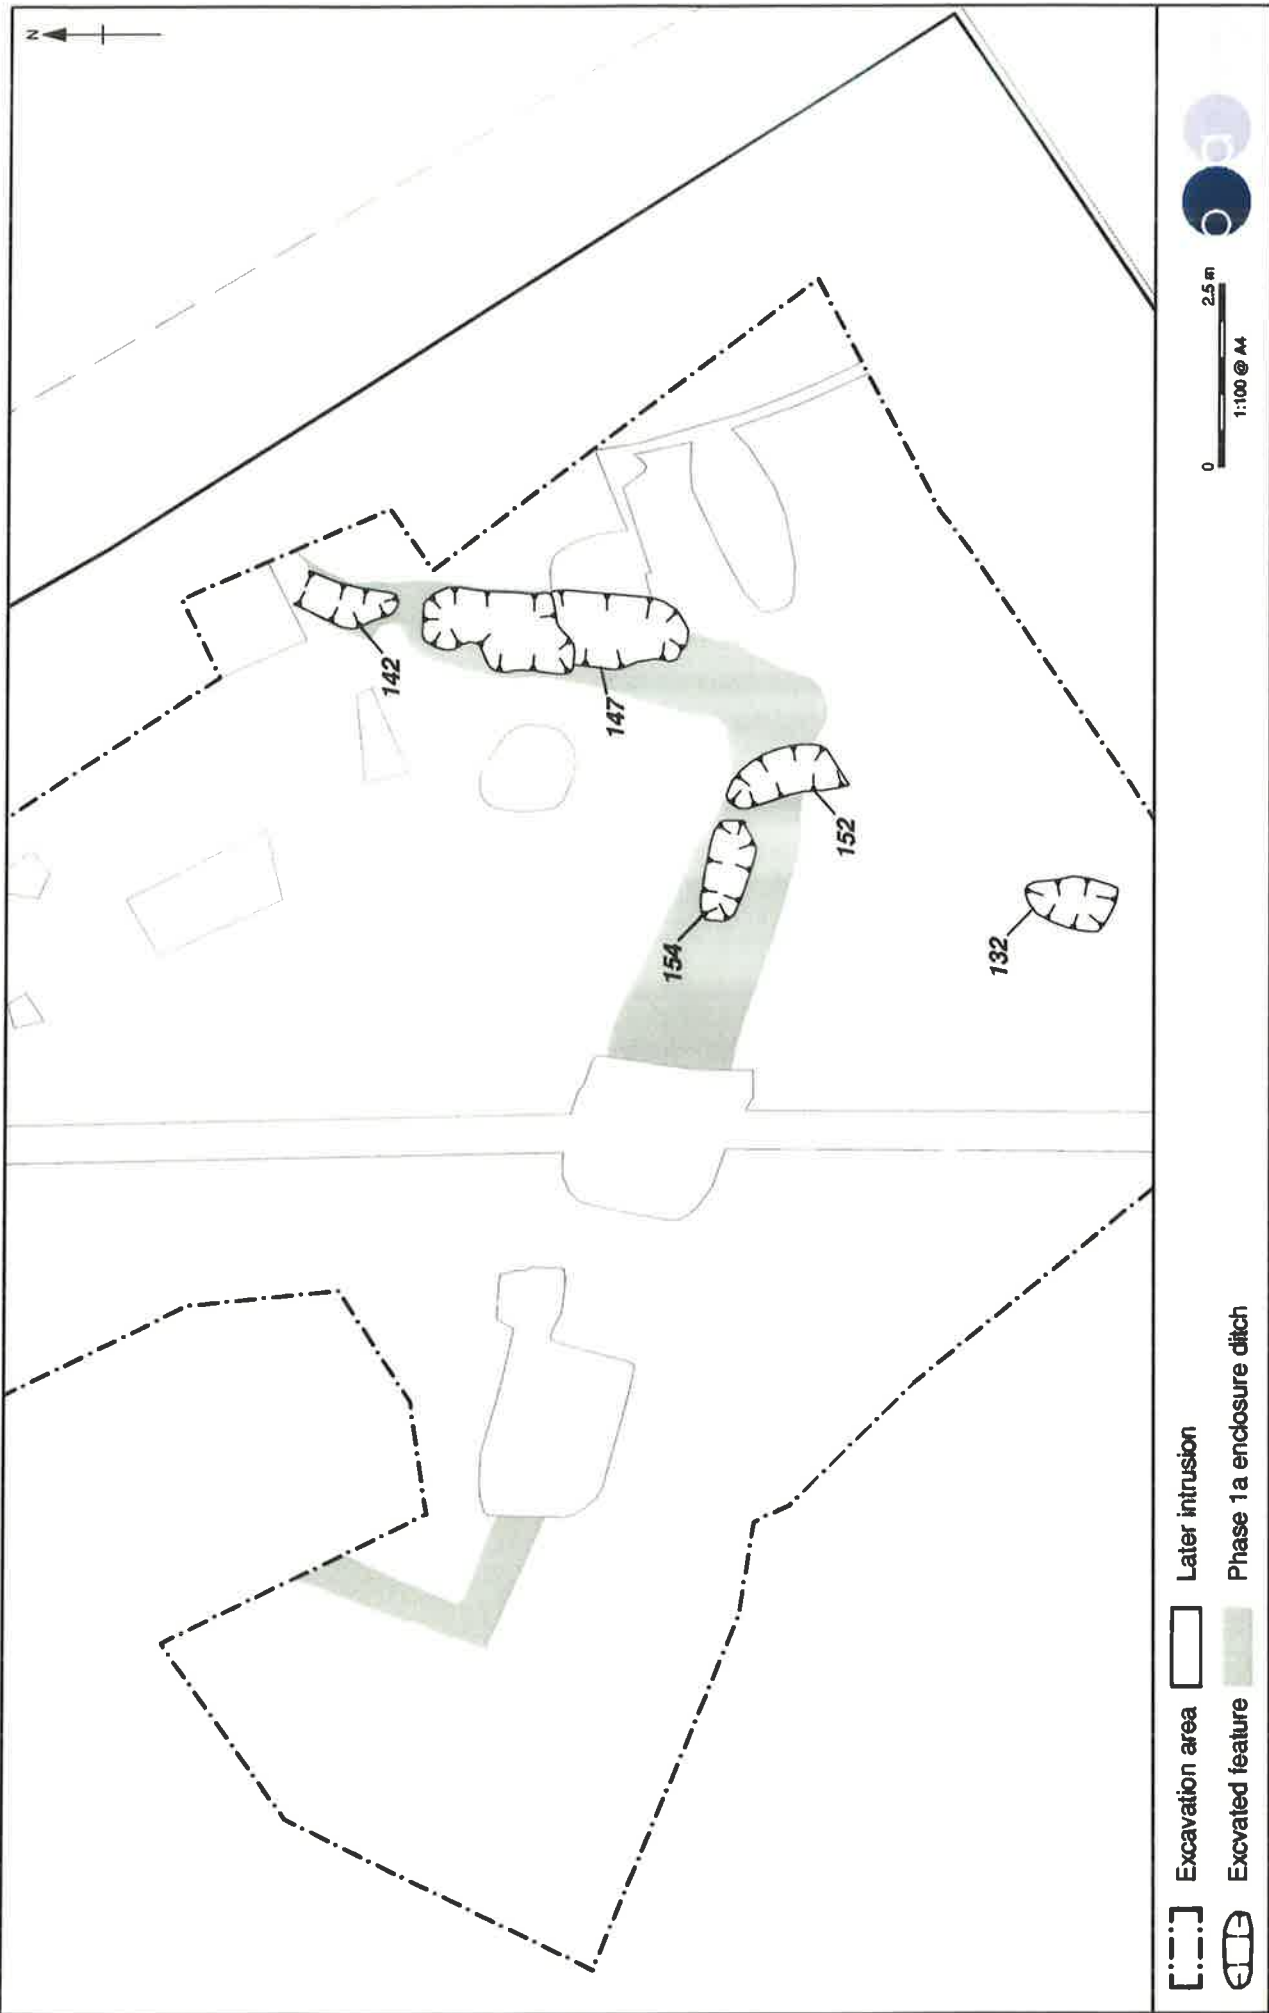 N
142
147
154
152
132
Excavation area
Later intrusion
Excvated feature
Phase 1a enclosure ditch
0 2.5 m
1:100 @ A4